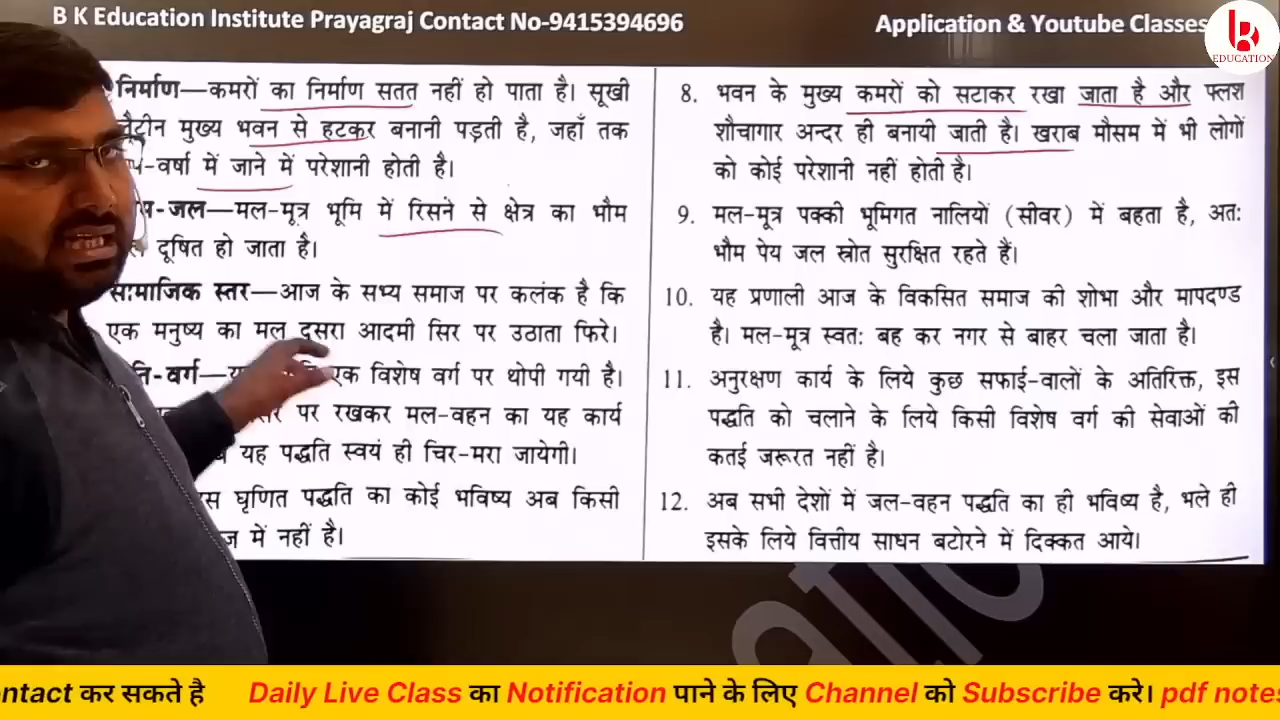 B K Education Institute Prayagraj Contact No-9415394696
Application & Youtube Classes
EDUCATION
निर्माण—कमरों का निर्माण सतत नहीं हो पाता है। सूखी
मुख्य भवन से हटकर बनानी पड़ती है, जहाँ तक
वर्षा में जाने में परेशानी होती है।
जल—मल-मूत्र भूमि में रिसने से क्षेत्र का भौम
दूषित हो जाता है।
सामाजिक स्तर—आज के सभ्य समाज पर कलंक है कि
एक मनुष्य का मल दूसरा आदमी सिर पर उठाता फिरे।
वर्ग— एक विशेष वर्ग पर थोपी गयी है।
पर रखकर मल-वहन का यह कार्य
यह पद्धति स्वयं ही चिर-मरा जायेगी।
घृणित पद्धति का कोई भविष्य अब किसी
में नहीं है।
8. भवन के मुख्य कमरों को सटाकर रखा जाता है और फ्लश
शौचागार अन्दर ही बनायी जाती है। खराब मौसम में भी लोगों
को कोई परेशानी नहीं होती है।
9. मल-मूत्र पक्की भूमिगत नालियों (सीवर) में बहता है, अतः
भौम पेय जल स्रोत सुरक्षित रहते हैं।
10. यह प्रणाली आज के विकसित समाज की शोभा और मापदण्ड
है। मल-मूत्र स्वतः बह कर नगर से बाहर चला जाता है।
11. अनुरक्षण कार्य के लिये कुछ सफाई-वालों के अतिरिक्त, इस
पद्धति को चलाने के लिये किसी विशेष वर्ग की सेवाओं की
कतई जरूरत नहीं है।
12. अब सभी देशों में जल-वहन पद्धति का ही भविष्य है, भले ही
इसके लिये वित्तीय साधन बटोरने में दिक्कत आये।
ontact कर सकते है Daily Live Class का Notification पाने के लिए Channel को Subscribe करे। pdf notes